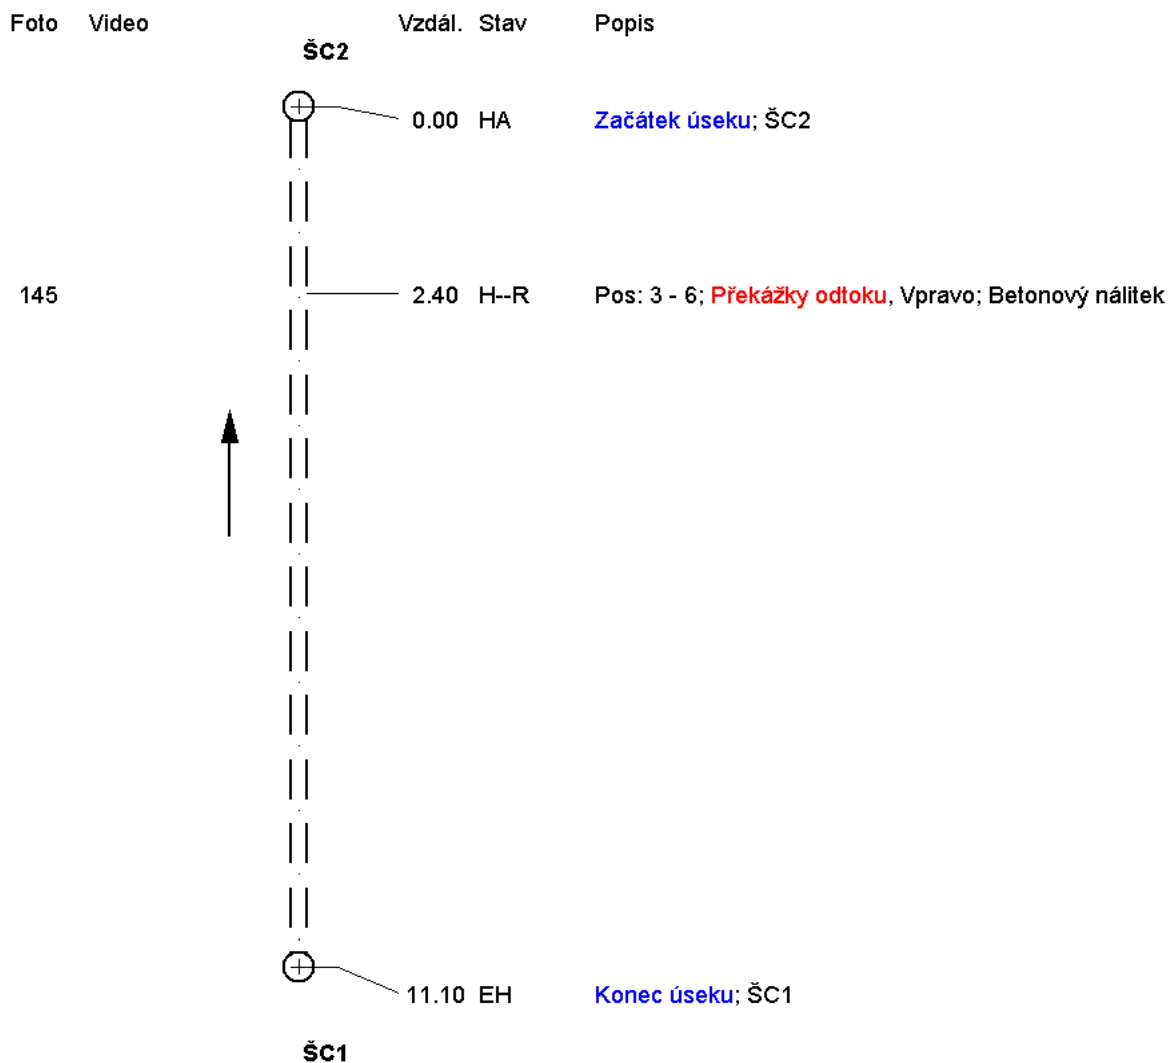 Foto Video Vzdál. Stav Popis
ŠC2
0.00 HA Začátek úseku; ŠC2
145 2.40 H--R Pos: 3 - 6; Překážky odtoku, Vpravo; Betonový nálitek
11.10 EH Konec úseku; ŠC1
ŠC1